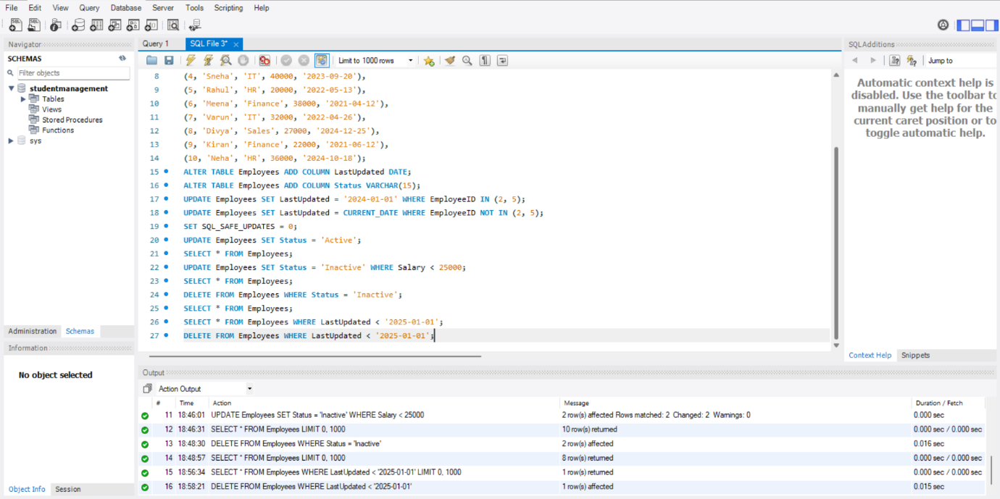 File Edit View Query Database Server Tools Scripting Help
Navigator
SCHEMAS
Filter objects
studentmanagement
Tables
Views
Stored Procedures
Functions
sys
Administration Schemas
Information
No object selected
Object Info Session
Query 1 SQL File 3*
Limit to 1000 rows
8 (4, 'Sneha', 'IT', 40000, '2023-09-20'),
9 (5, 'Rahul', 'HR', 20000, '2022-05-13'),
10 (6, 'Meena', 'Finance', 38000, '2021-04-12'),
11 (7, 'Varun', 'IT', 32000, '2022-04-26'),
12 (8, 'Divya', 'Sales', 27000, '2024-12-25'),
13 (9, 'Kiran', 'Finance', 22000, '2021-06-12'),
14 (10, 'Neha', 'HR', 36000, '2024-10-18');
15 ALTER TABLE Employees ADD COLUMN LastUpdated DATE;
16 ALTER TABLE Employees ADD COLUMN Status VARCHAR(15);
17 UPDATE Employees SET LastUpdated = '2024-01-01' WHERE EmployeeID IN (2, 5);
18 UPDATE Employees SET LastUpdated = CURRENT_DATE WHERE EmployeeID NOT IN (2, 5);
19 SET SQL_SAFE_UPDATES = 0;
20 UPDATE Employees SET Status = 'Active';
21 SELECT * FROM Employees;
22 UPDATE Employees SET Status = 'Inactive' WHERE Salary < 25000;
23 SELECT * FROM Employees;
24 DELETE FROM Employees WHERE Status = 'Inactive';
25 SELECT * FROM Employees;
26 SELECT * FROM Employees WHERE LastUpdated < '2025-01-01';
27 DELETE FROM Employees WHERE LastUpdated < '2025-01-01';
SQLAdditions
Jump to
Automatic context help is
disabled. Use the toolbar to
manually get help for the
current caret position or to
toggle automatic help.
Context Help Snippets
Output
Action Output
# Time Action Message Duration / Fetch
11 18:46:01 UPDATE Employees SET Status = 'Inactive' WHERE Salary < 25000 2 row(s) affected Rows matched: 2 Changed: 2 Warnings: 0 0.000 sec
12 18:46:31 SELECT * FROM Employees LIMIT 0, 1000 10 row(s) returned 0.000 sec / 0.000 sec
13 18:48:30 DELETE FROM Employees WHERE Status = 'Inactive' 2 row(s) affected 0.016 sec
14 18:48:57 SELECT * FROM Employees LIMIT 0, 1000 8 row(s) returned 0.000 sec / 0.000 sec
15 18:56:34 SELECT * FROM Employees WHERE LastUpdated < '2025-01-01' LIMIT 0, 1000 1 row(s) returned 0.000 sec / 0.000 sec
16 18:58:21 DELETE FROM Employees WHERE LastUpdated < '2025-01-01' 1 row(s) affected 0.015 sec